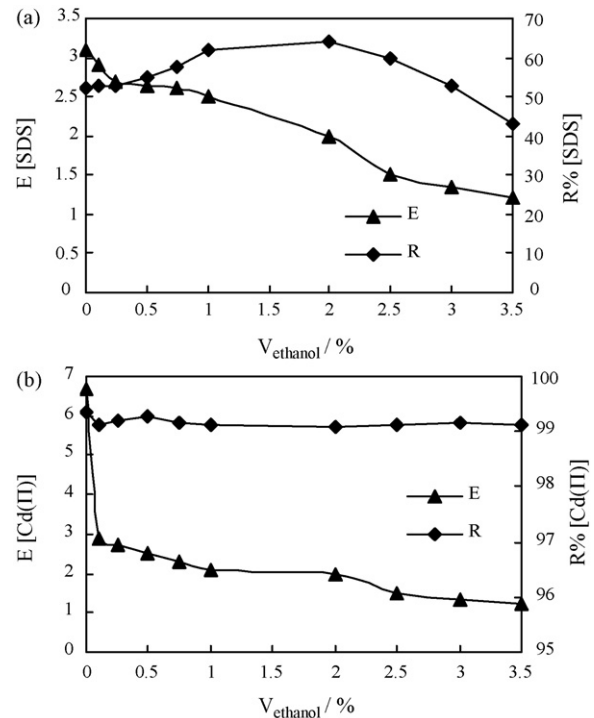 (a)
3.5
3
2.5
2
1.5
1
0.5
0
E [SDS]
70
60
50
40
30
20
10
0
R% [SDS]
E
R
0 0.5 1 1.5 2 2.5 3 3.5
Vethanol / %
(b)
7
6
5
4
3
2
1
0
E [Cd(II)]
100
99
98
97
96
95
R% [Cd(II)]
E
R
0 0.5 1 2 2.5 3 3.5
Vethanol / %